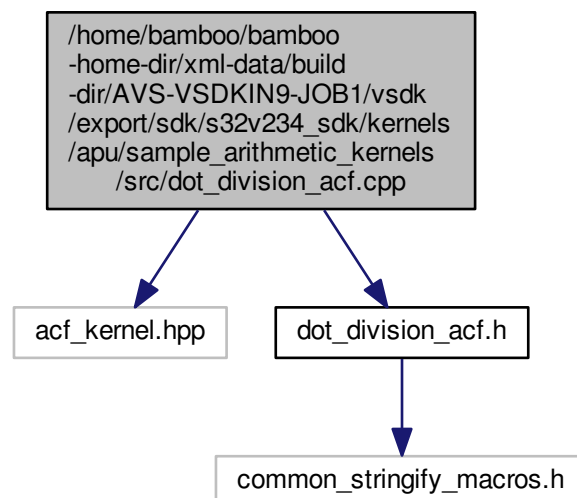 /home/bamboo/bamboo
-home-dir/xml-data/build
-dir/AVS-VSDKIN9-JOB1/vsdk
/export/sdk/s32v234_sdk/kernels
/apu/sample_arithmetic_kernels
/src/dot_division_acf.cpp
acf_kernel.hpp
dot_division_acf.h
common_stringify_macros.h